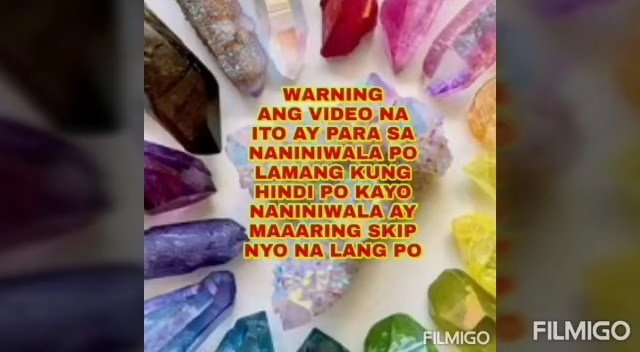 WARNING
ANG VIDEO NA
ITO AY PARA SA
NANINIWALA PO
LAMANG KUNG
HINDI PO KAYO
NANINIWALA AY
MAAARING SKIP
NYO NA LANG PO
FILMIGO
FILMIGO